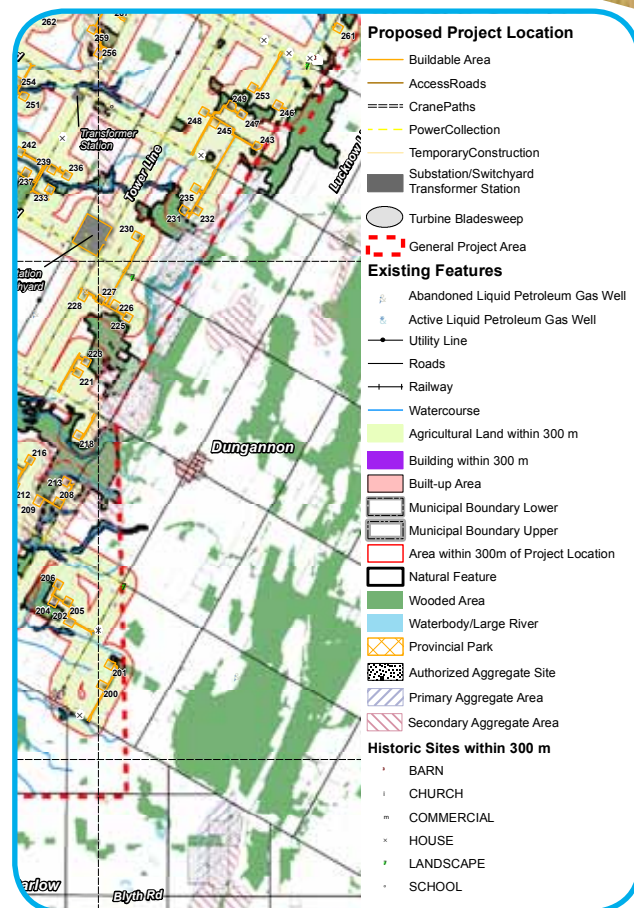 262
259
256
261
254
251
253
249
248
247
246
245
243
Transformer
Station
242
239
237
236
233
Tower Line
235
231
232
230
228
227
226
225
223
221
218
Dungannon
216
213
212
208
209
206
204
202
205
201
200
Blyth Rd
Proposed Project Location
Buildable Area
AccessRoads
CranePaths
PowerCollection
TemporaryConstruction
Substation/Switchyard
Transformer Station
Turbine Bladesweep
General Project Area
Existing Features
Abandoned Liquid Petroleum Gas Well
Active Liquid Petroleum Gas Well
Utility Line
Roads
Railway
Watercourse
Agricultural Land within 300 m
Building within 300 m
Built-up Area
Municipal Boundary Lower
Municipal Boundary Upper
Area within 300m of Project Location
Natural Feature
Wooded Area
Waterbody/Large River
Provincial Park
Authorized Aggregate Site
Primary Aggregate Area
Secondary Aggregate Area
Historic Sites within 300 m
BARN
CHURCH
COMMERCIAL
HOUSE
LANDSCAPE
SCHOOL